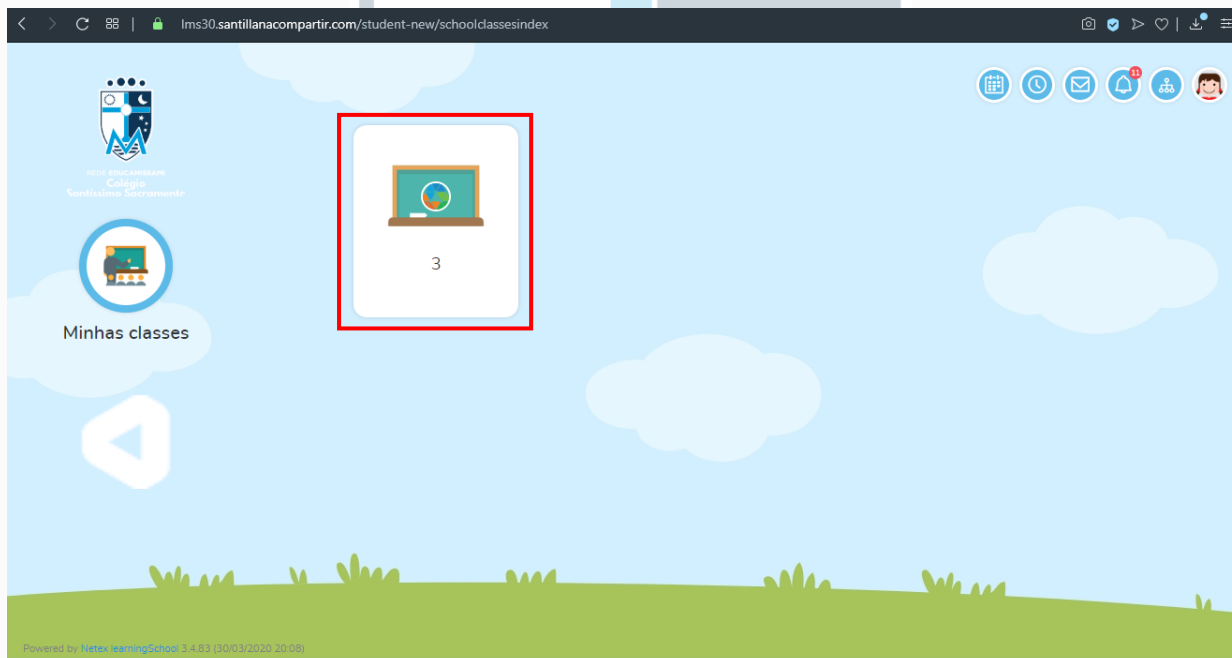 lms30.santillanacompartir.com/student-new/schoolclassesindex
11
REDE EDUCANISSAMI
Colégio
Santíssimo Sacramento
3
Minhas classes
Powered by Netex learningSchool 3.4.83 (30/03/2020 20:08)